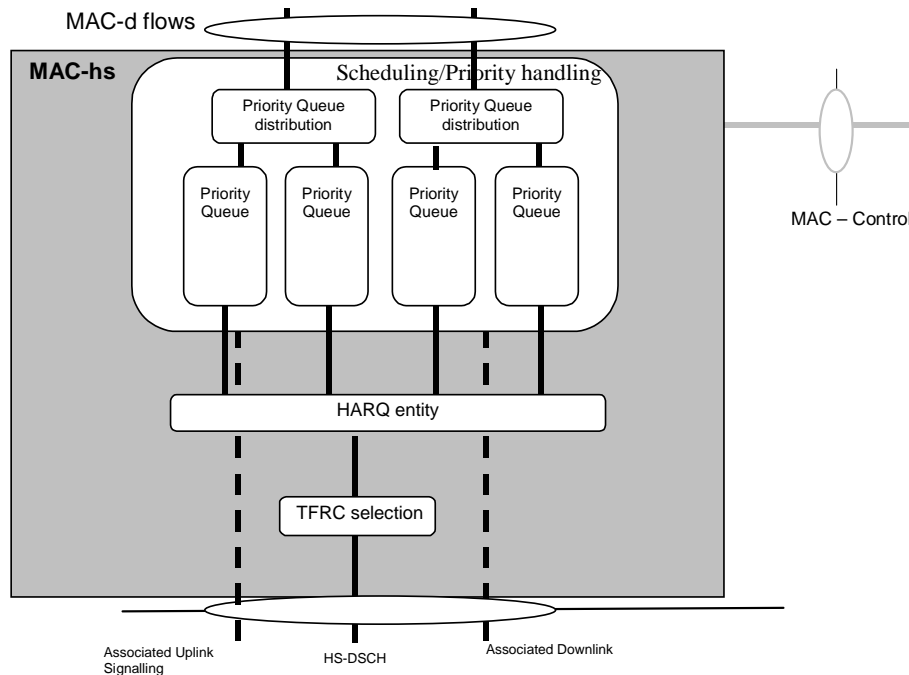 MAC-d flows
MAC-hs
Scheduling/Priority handling
Priority Queue
distribution
Priority Queue
distribution
Priority
Queue
Priority
Queue
Priority
Queue
Priority
Queue
MAC – Control
HARQ entity
TFRC selection
Associated Uplink
Signalling
HS-DSCH
Associated Downlink